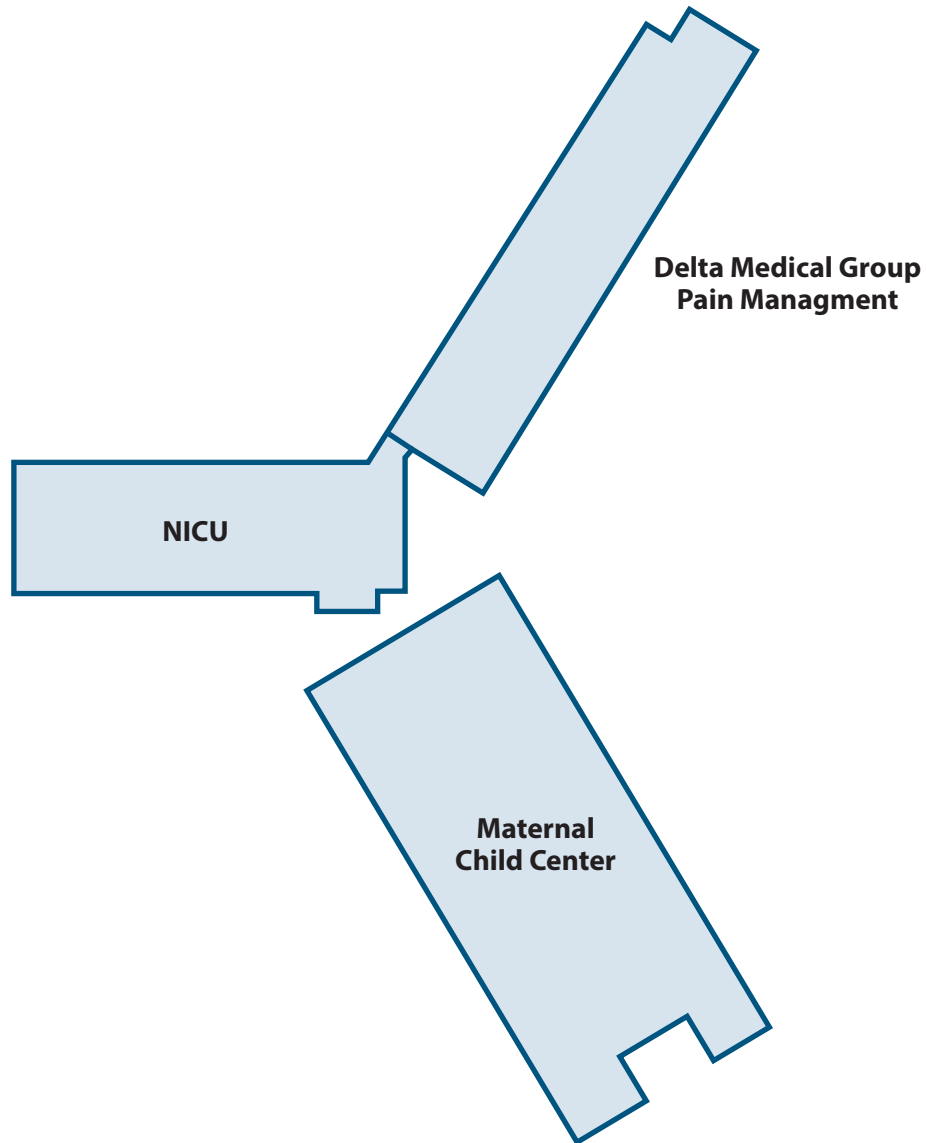 Delta Medical Group
Pain Managment
NICU
Maternal
Child Center